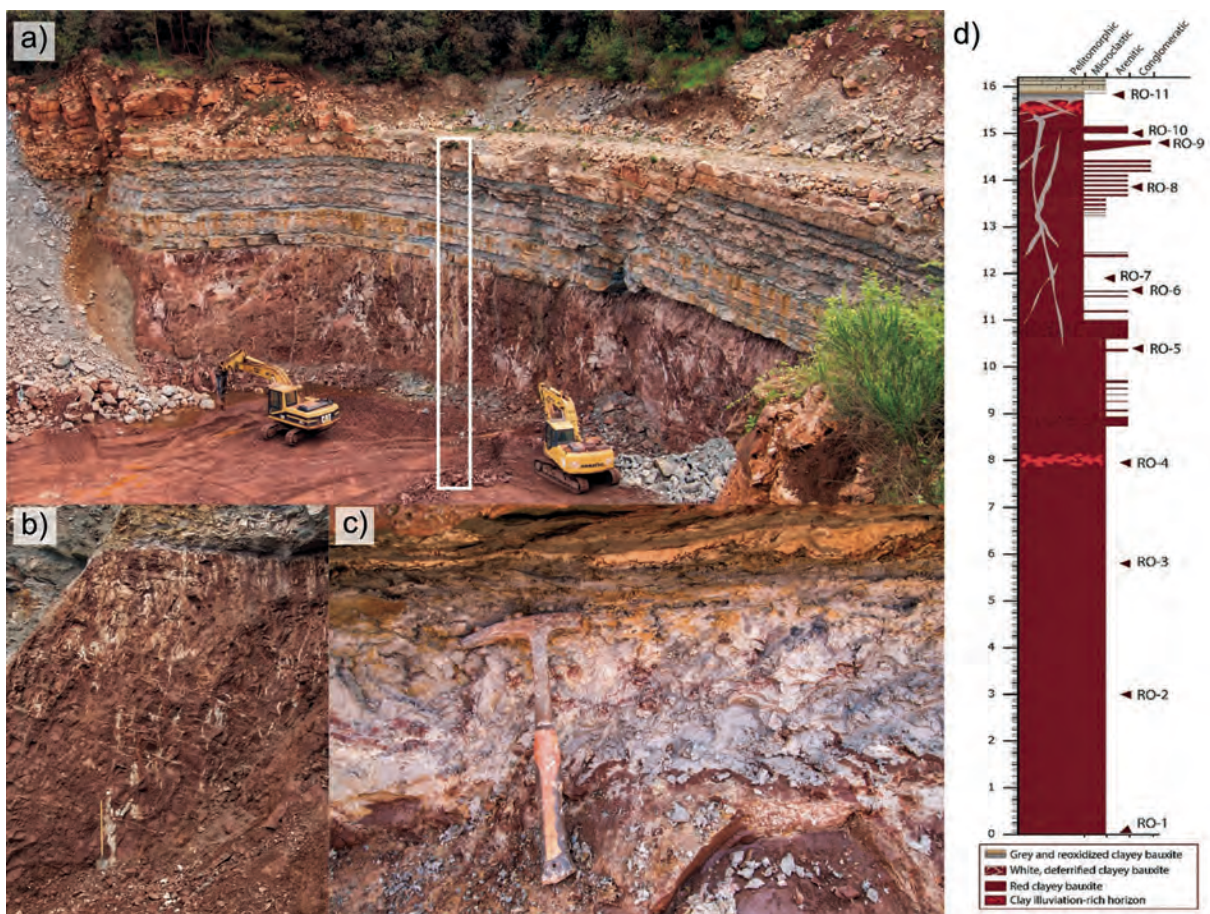 a)
CAT
KOMATSU
b)
c)
d)
Pelitomorphic
Microclastic
Arenitic
Conglomeratic
16
RO-11
15
RO-10
RO-9
14
RO-8
13
12
RO-7
RO-6
11
RO-5
10
9
8
RO-4
7
6
RO-3
5
4
3
RO-2
2
1
RO-1
0
Grey and reoxidized clayey bauxite
White, deferrified clayey bauxite
Red clayey bauxite
Clay illuviation-rich horizon